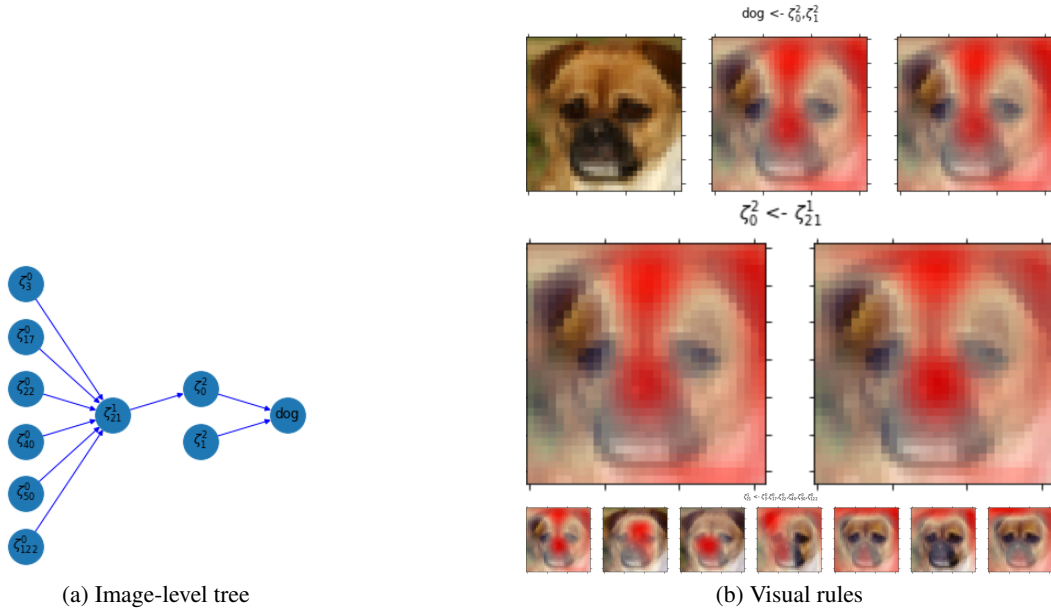 dog <- ζ₀²,ζ₁²
ζ₀² <- ζ₂₁¹
ζ₃⁰
ζ₁₇⁰
ζ₂₂⁰
ζ₄₀⁰
ζ₅₀⁰
ζ₁₂₂⁰
ζ₂₁¹
ζ₀²
ζ₁²
dog
(a) Image-level tree
(b) Visual rules